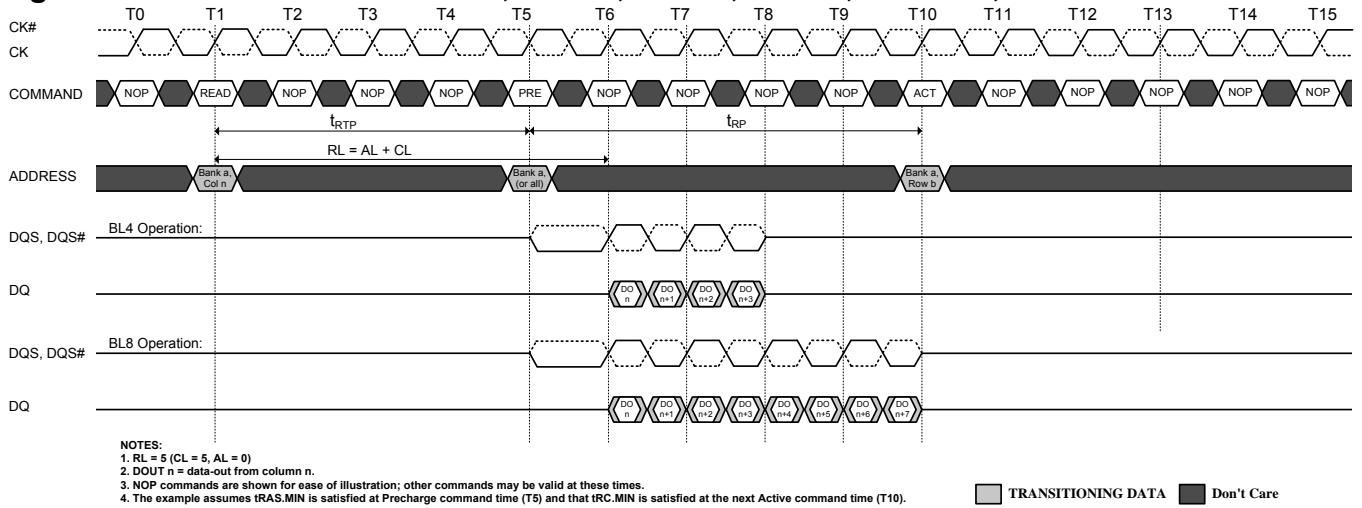 T0 T1 T2 T3 T4 T5 T6 T7 T8 T9 T10 T11 T12 T13 T14 T15
CK#
CK
COMMAND NOP READ NOP NOP NOP PRE NOP NOP NOP NOP ACT NOP NOP NOP NOP NOP
tRTP tRP
RL = AL + CL
ADDRESS Bank a, Col n Bank a, (or all) Bank a, Row b
BL4 Operation:
DQS, DQS#
DQ DO n DO n+1 DO n+2 DO n+3
BL8 Operation:
DQS, DQS#
DQ DO n DO n+1 DO n+2 DO n+3 DO n+4 DO n+5 DO n+6 DO n+7
NOTES:
1. RL = 5 (CL = 5, AL = 0)
2. DOUT n = data-out from column n.
3. NOP commands are shown for ease of illustration; other commands may be valid at these times.
4. The example assumes tRAS.MIN is satisfied at Precharge command time (T5) and that tRC.MIN is satisfied at the next Active command time (T10).
TRANSITIONING DATA Don't Care